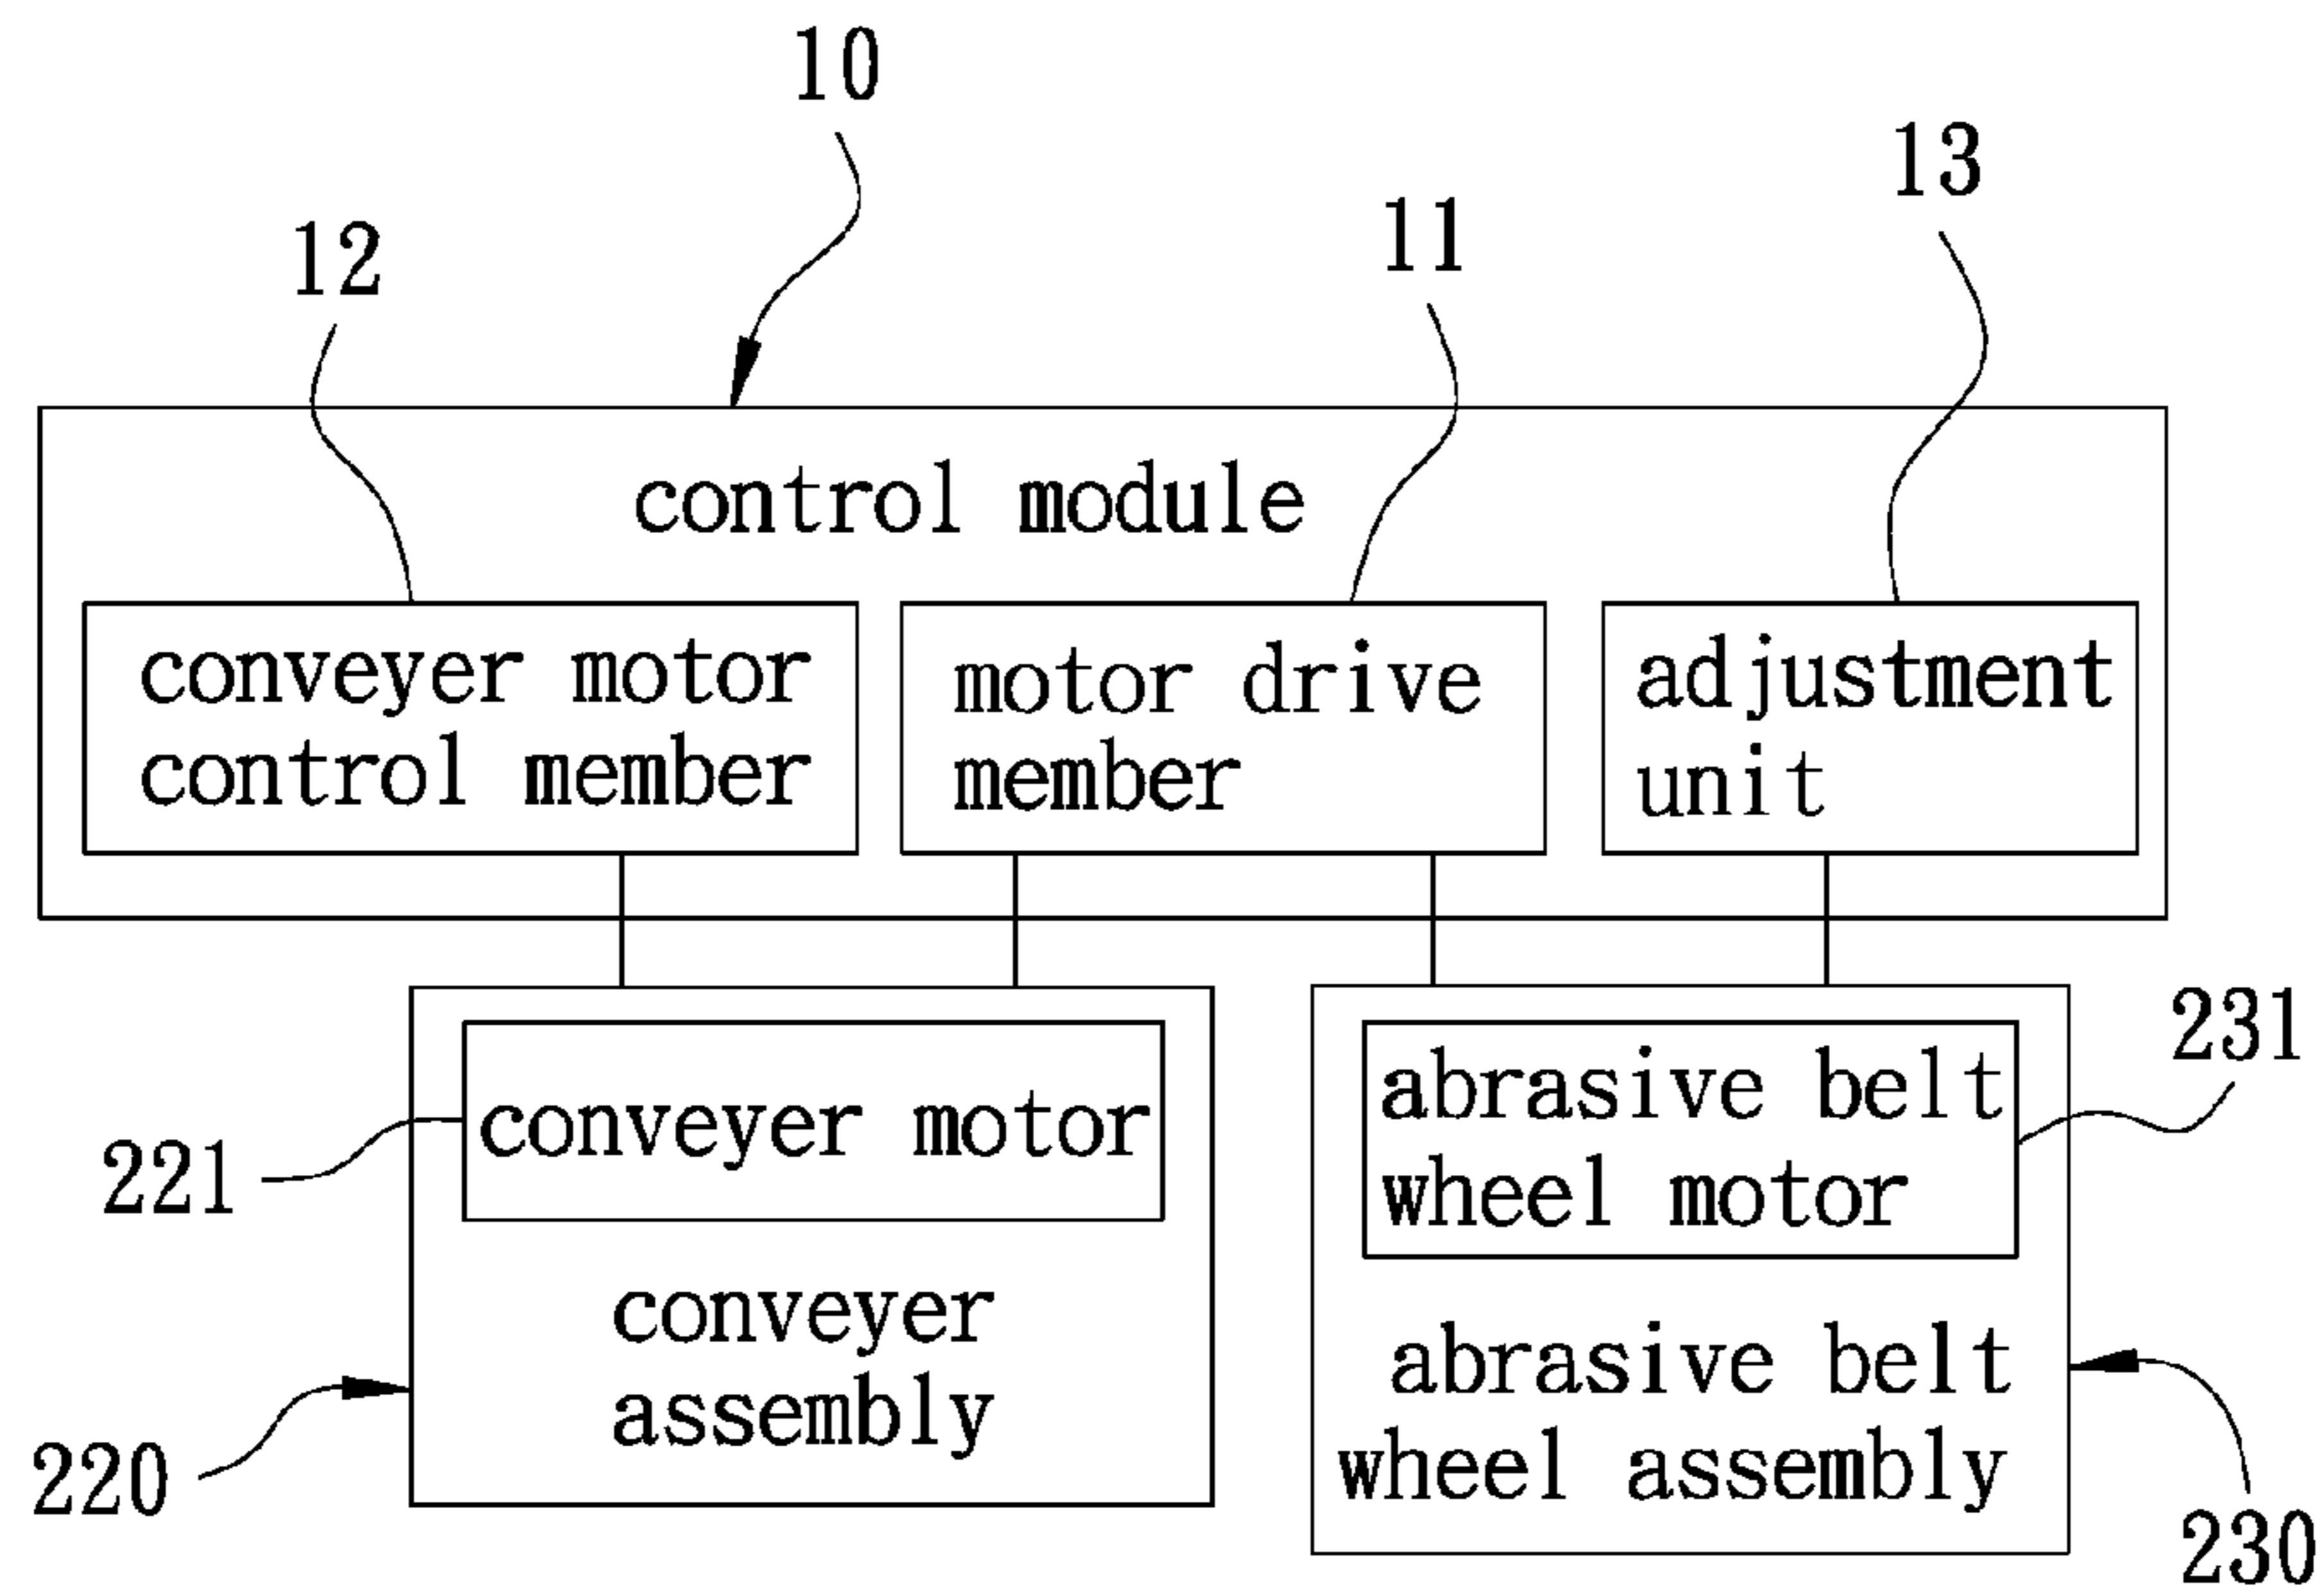 10
13
11
12
control module
conveyer motor
control member
motor drive
member
adjustment
unit
231
conveyer motor
221
abrasive belt
wheel motor
conveyer
assembly
220
abrasive belt
wheel assembly
230